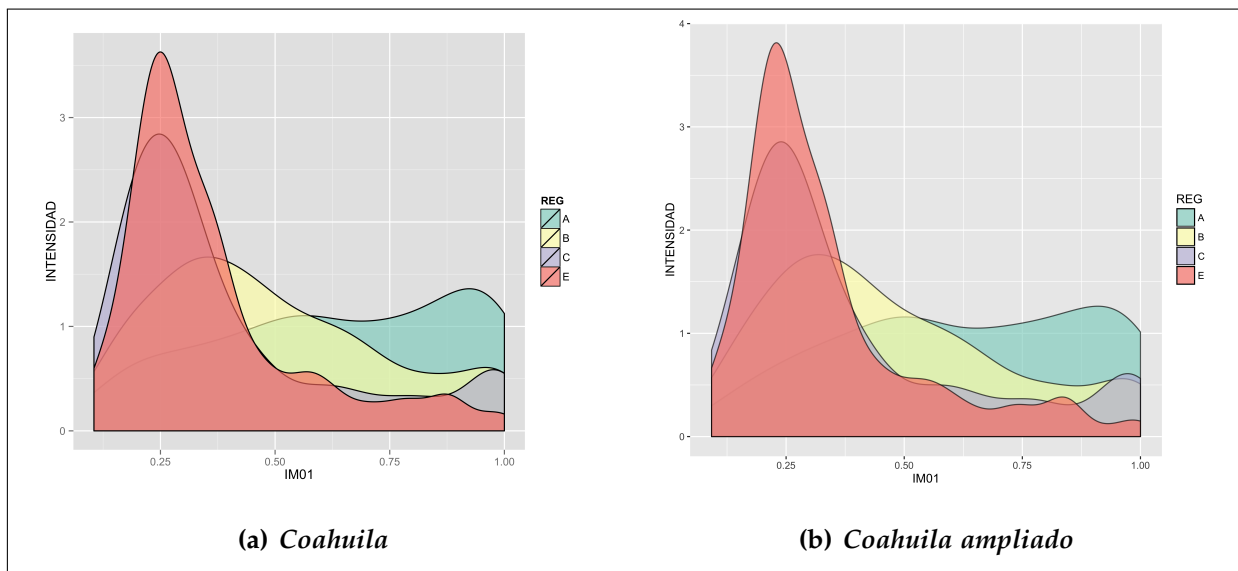 INTENSIDAD
3
2
1
0
0.25
0.50
0.75
1.00
IM01
REG
A
B
C
E
(a) Coahuila
INTENSIDAD
4
3
2
1
0
0.25
0.50
0.75
1.00
IM01
REG
A
B
C
E
(b) Coahuila ampliado